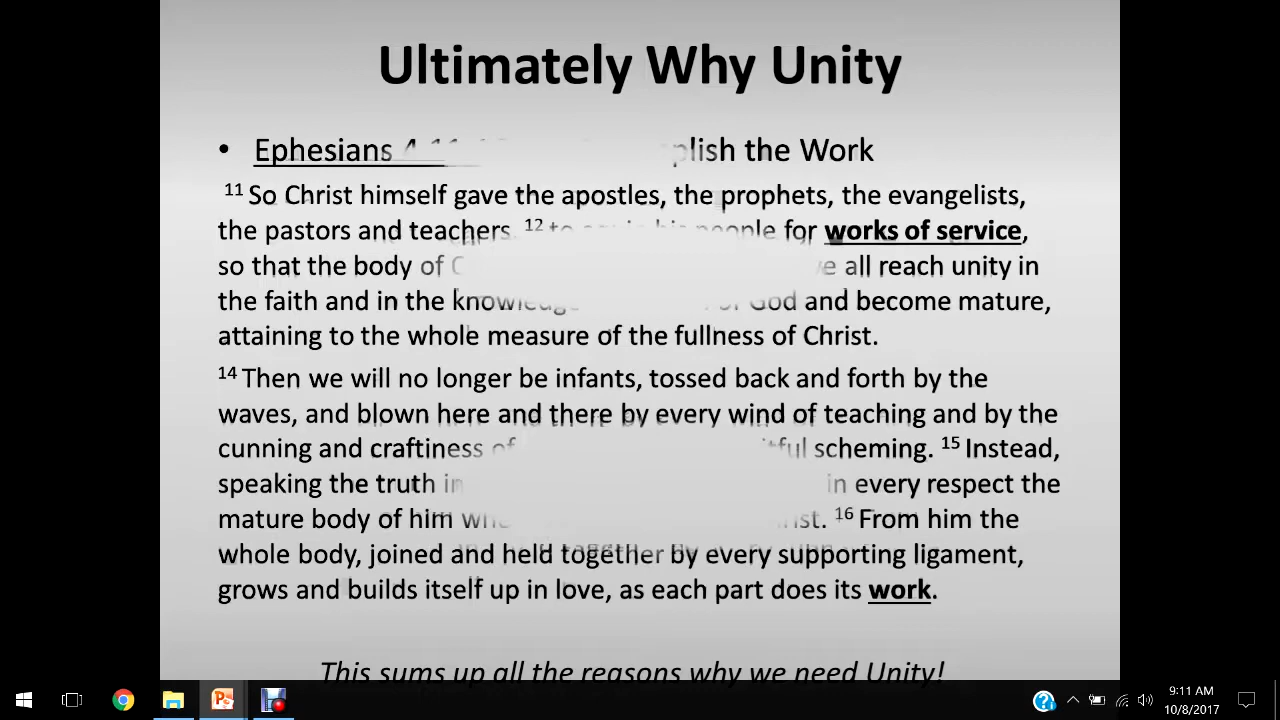 Ultimately Why Unity
• Ephesians the Work
11 So Christ himself gave the apostles, the prophets, the evangelists,
the pastors and teachers, 12 people for works of service,
so that the body of all reach unity in
the faith and in the God and become mature,
attaining to the whole measure of the fullness of Christ.
14 Then we will no longer be infants, tossed back and forth by the
waves, and blown here and there by every wind of teaching and by the
cunning and craftiness of scheming. 15 Instead,
speaking the truth in every respect the
mature body of him 16 From him the
whole body, joined and held together by every supporting ligament,
grows and builds itself up in love, as each part does its work.
This sums up all the reasons why we need Unity!
9:11 AM
10/8/2017